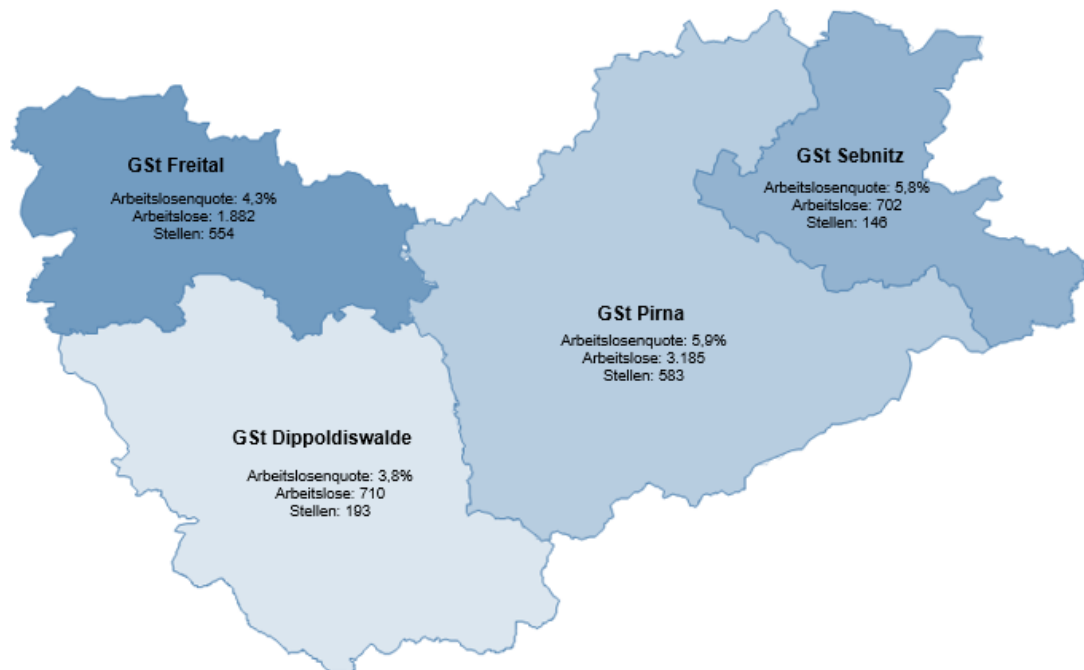 GSt Freital
Arbeitslosenquote: 4,3%
Arbeitslose: 1.882
Stellen: 554
GSt Sebnitz
Arbeitslosenquote: 5,8%
Arbeitslose: 702
Stellen: 146
GSt Pirna
Arbeitslosenquote: 5,9%
Arbeitslose: 3.185
Stellen: 583
GSt Dippoldiswalde
Arbeitslosenquote: 3,8%
Arbeitslose: 710
Stellen: 193